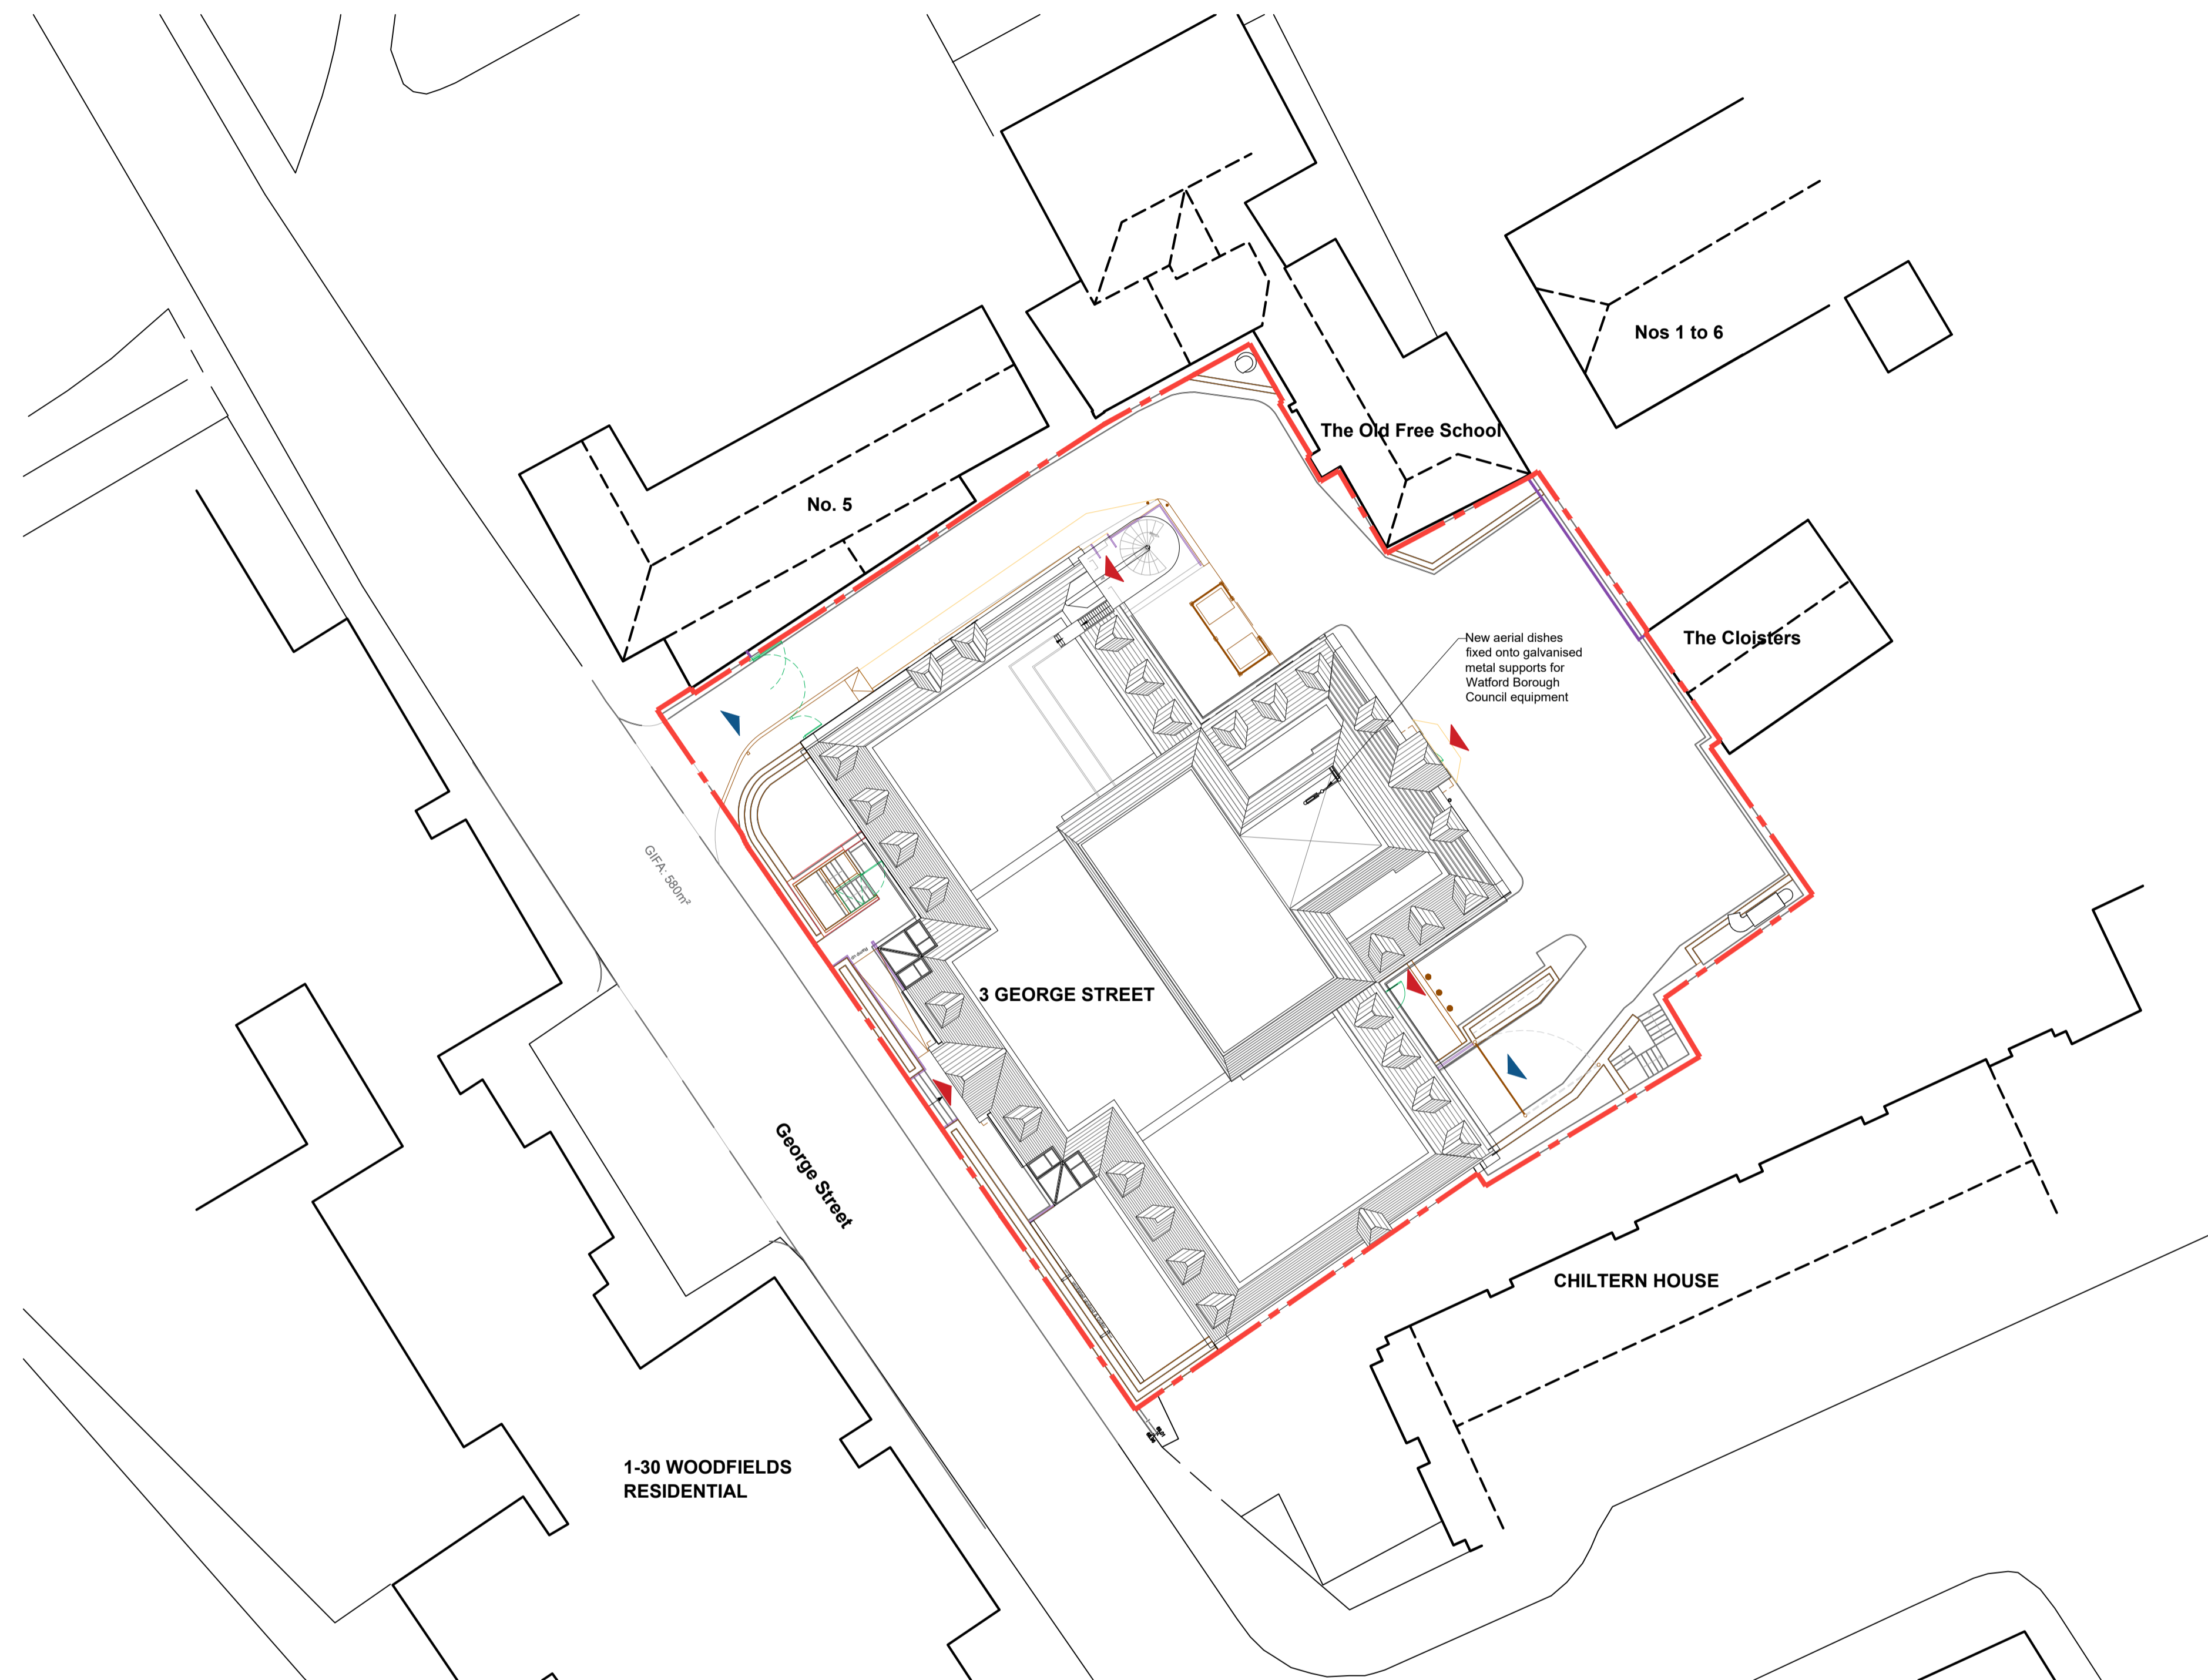 Nos 1 to 6
The Old Free School
No. 5
New aerial dishes
fixed onto galvanised
metal supports for
Watford Borough
Council equipment
The Cloisters
GIFA: 580m²
3 GEORGE STREET
George Street
CHILTERN HOUSE
1-30 WOODFIELDS
RESIDENTIAL